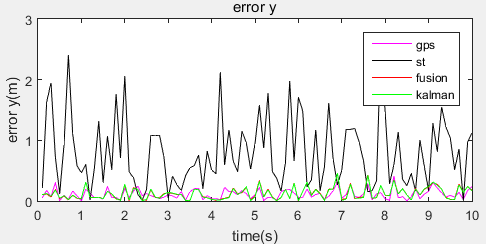 error y
3
2
1
0
error y(m)
gps
st
fusion
kalman
0 1 2 3 4 5 6 7 8 9 10
time(s)